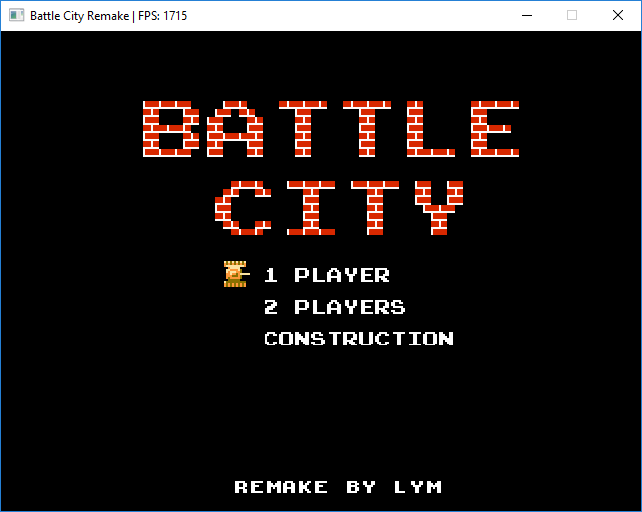 Battle City Remake | FPS: 1715
BATTLE
CITY
1 PLAYER
2 PLAYERS
CONSTRUCTION
REMAKE BY LYM